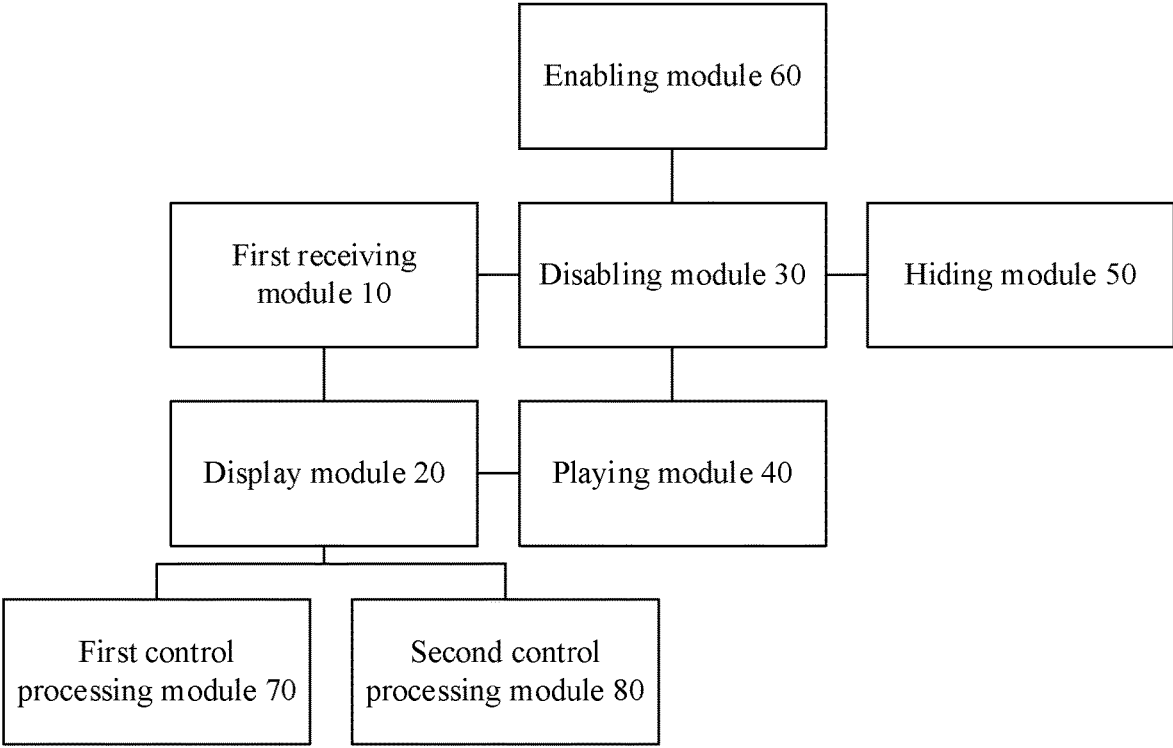 Enabling module 60
First receiving
module 10
Disabling module 30
Hiding module 50
Display module 20
Playing module 40
First control
processing module 70
Second control
processing module 80